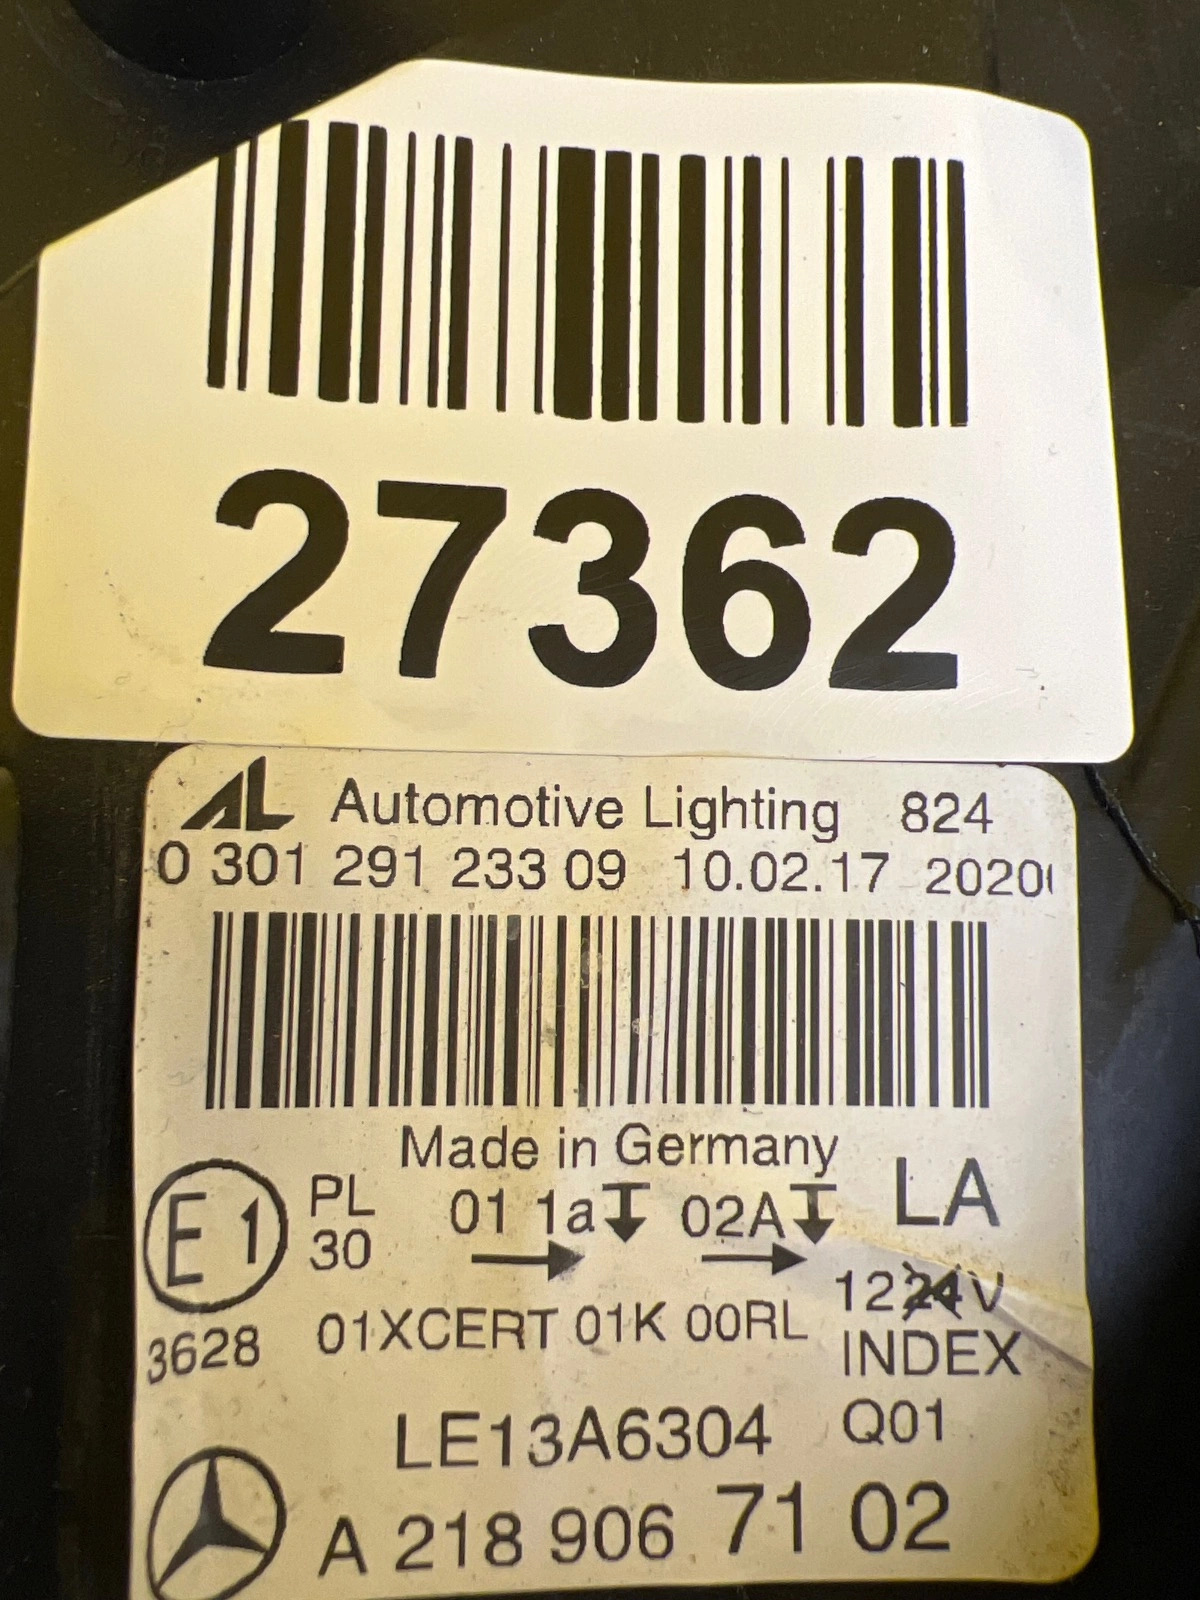 27362
AL Automotive Lighting 824
0 301 291 233 09 10.02.17 2020
Made in Germany
E1 PL 30 01 1a 02A LA
3628 01XCERT 01K 00RL 1224V
INDEX
LE13A6304 Q01
A 218 906 71 02